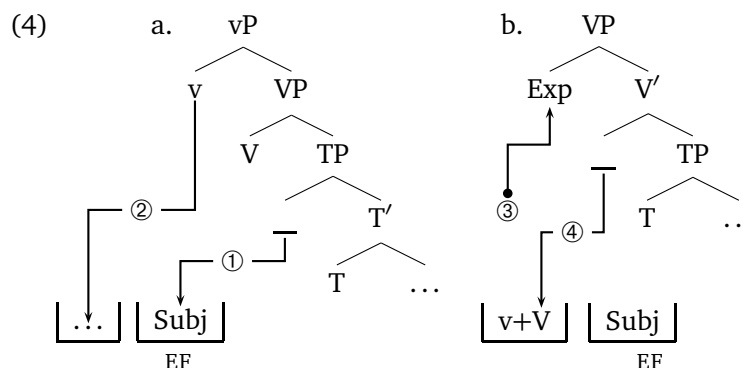 (4) a. vP b. VP
v VP Exp V′
V TP TP
② T′ ③ T ..
① ④
T ...
... Subj v+V Subj
EF EF